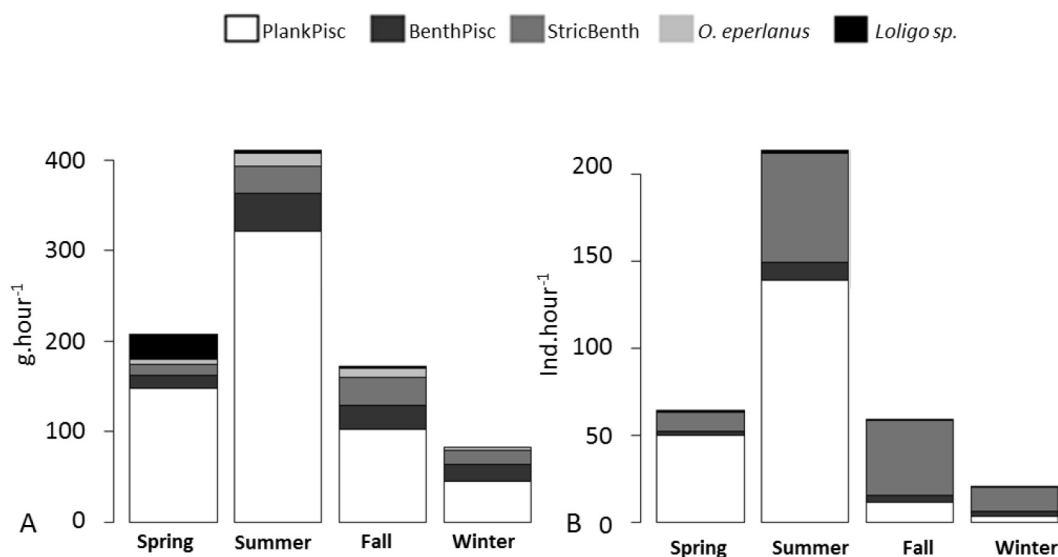 PlankPisc BenthPisc StricBenth O. eperlanus Loligo sp.
400
300
200
100
0
g.hour-1
A
Spring Summer Fall Winter
200
150
100
50
0
Ind.hour-1
B
Spring Summer Fall Winter